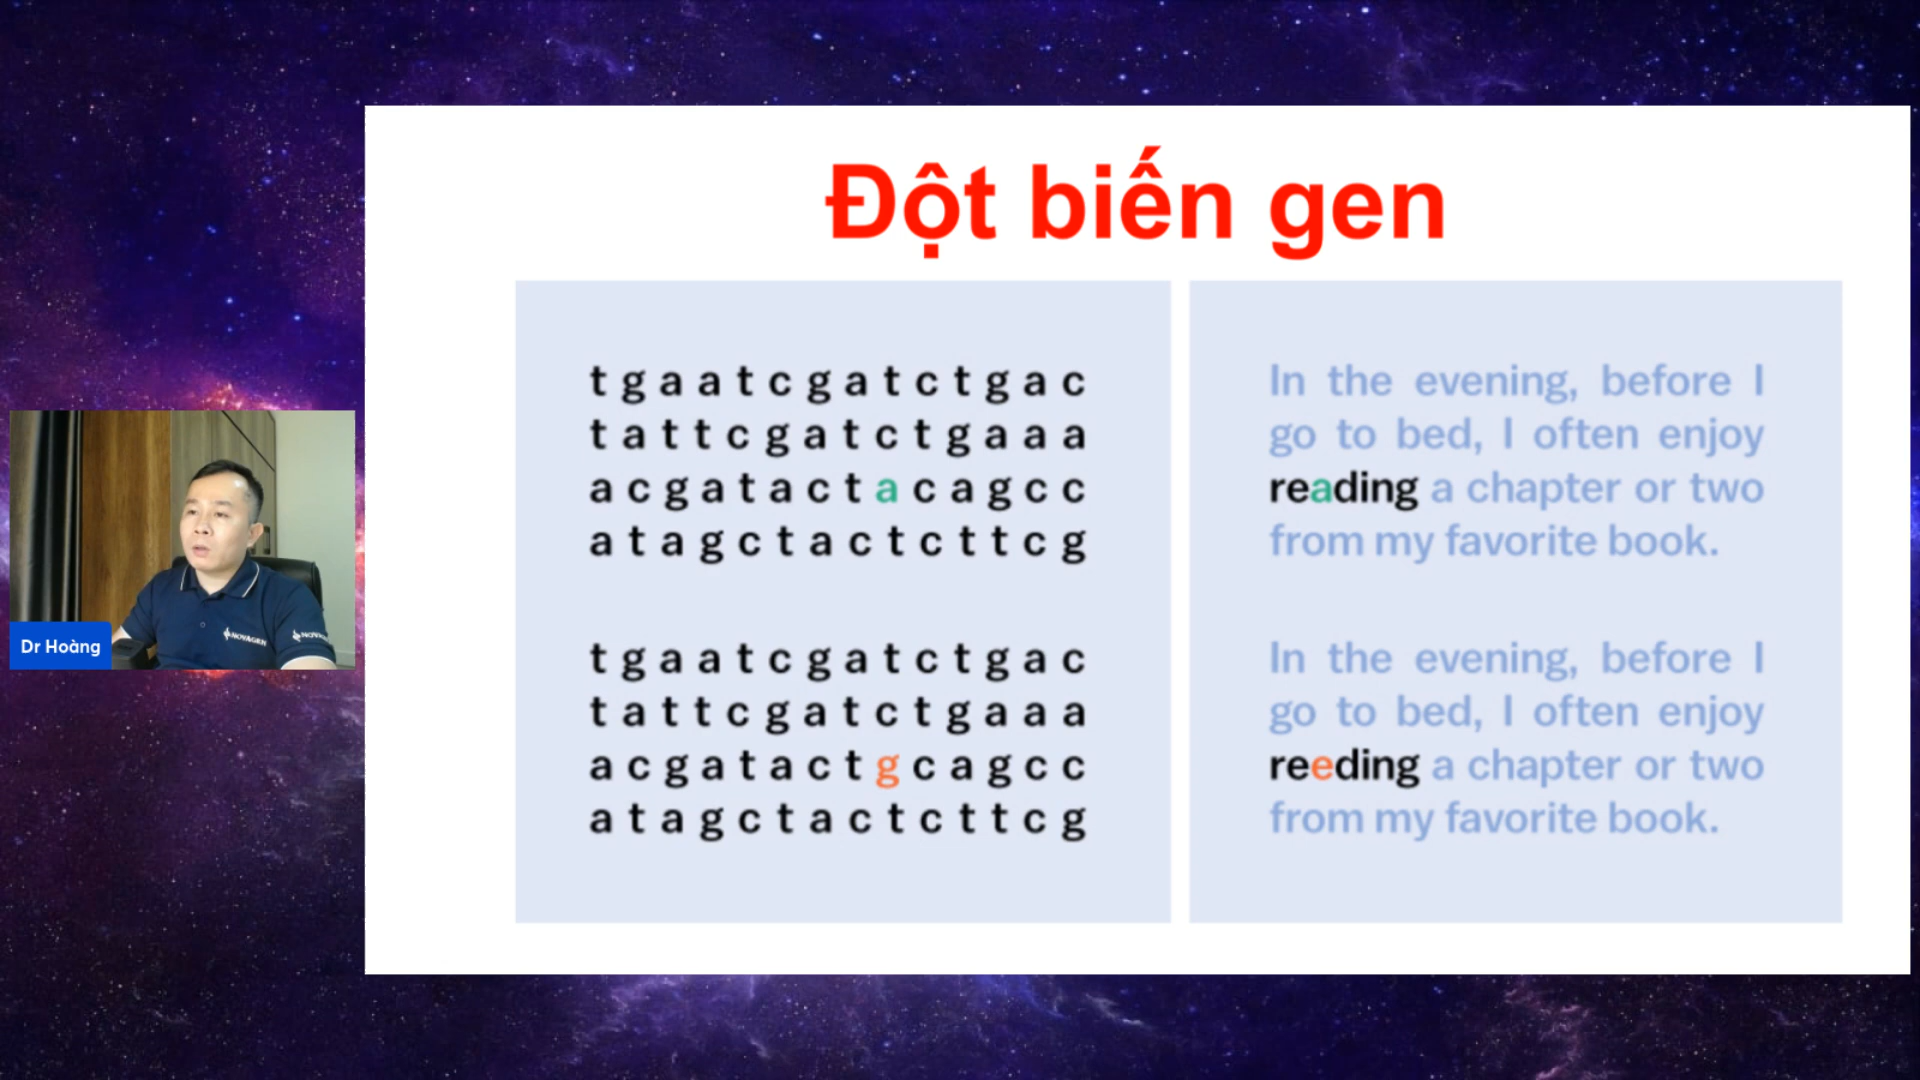 Đột biến gen
t g a a t c g a t c t g a c
t a t t c g a t c t g a a a
a c g a t a c t a c a g c c
a t a g c t a c t c t t c g
t g a a t c g a t c t g a c
t a t t c g a t c t g a a a
a c g a t a c t g c a g c c
a t a g c t a c t c t t c g
In the evening, before I
go to bed, I often enjoy
reading a chapter or two
from my favorite book.
In the evening, before I
go to bed, I often enjoy
reeding a chapter or two
from my favorite book.
Dr Hoàng
NOVAGEN